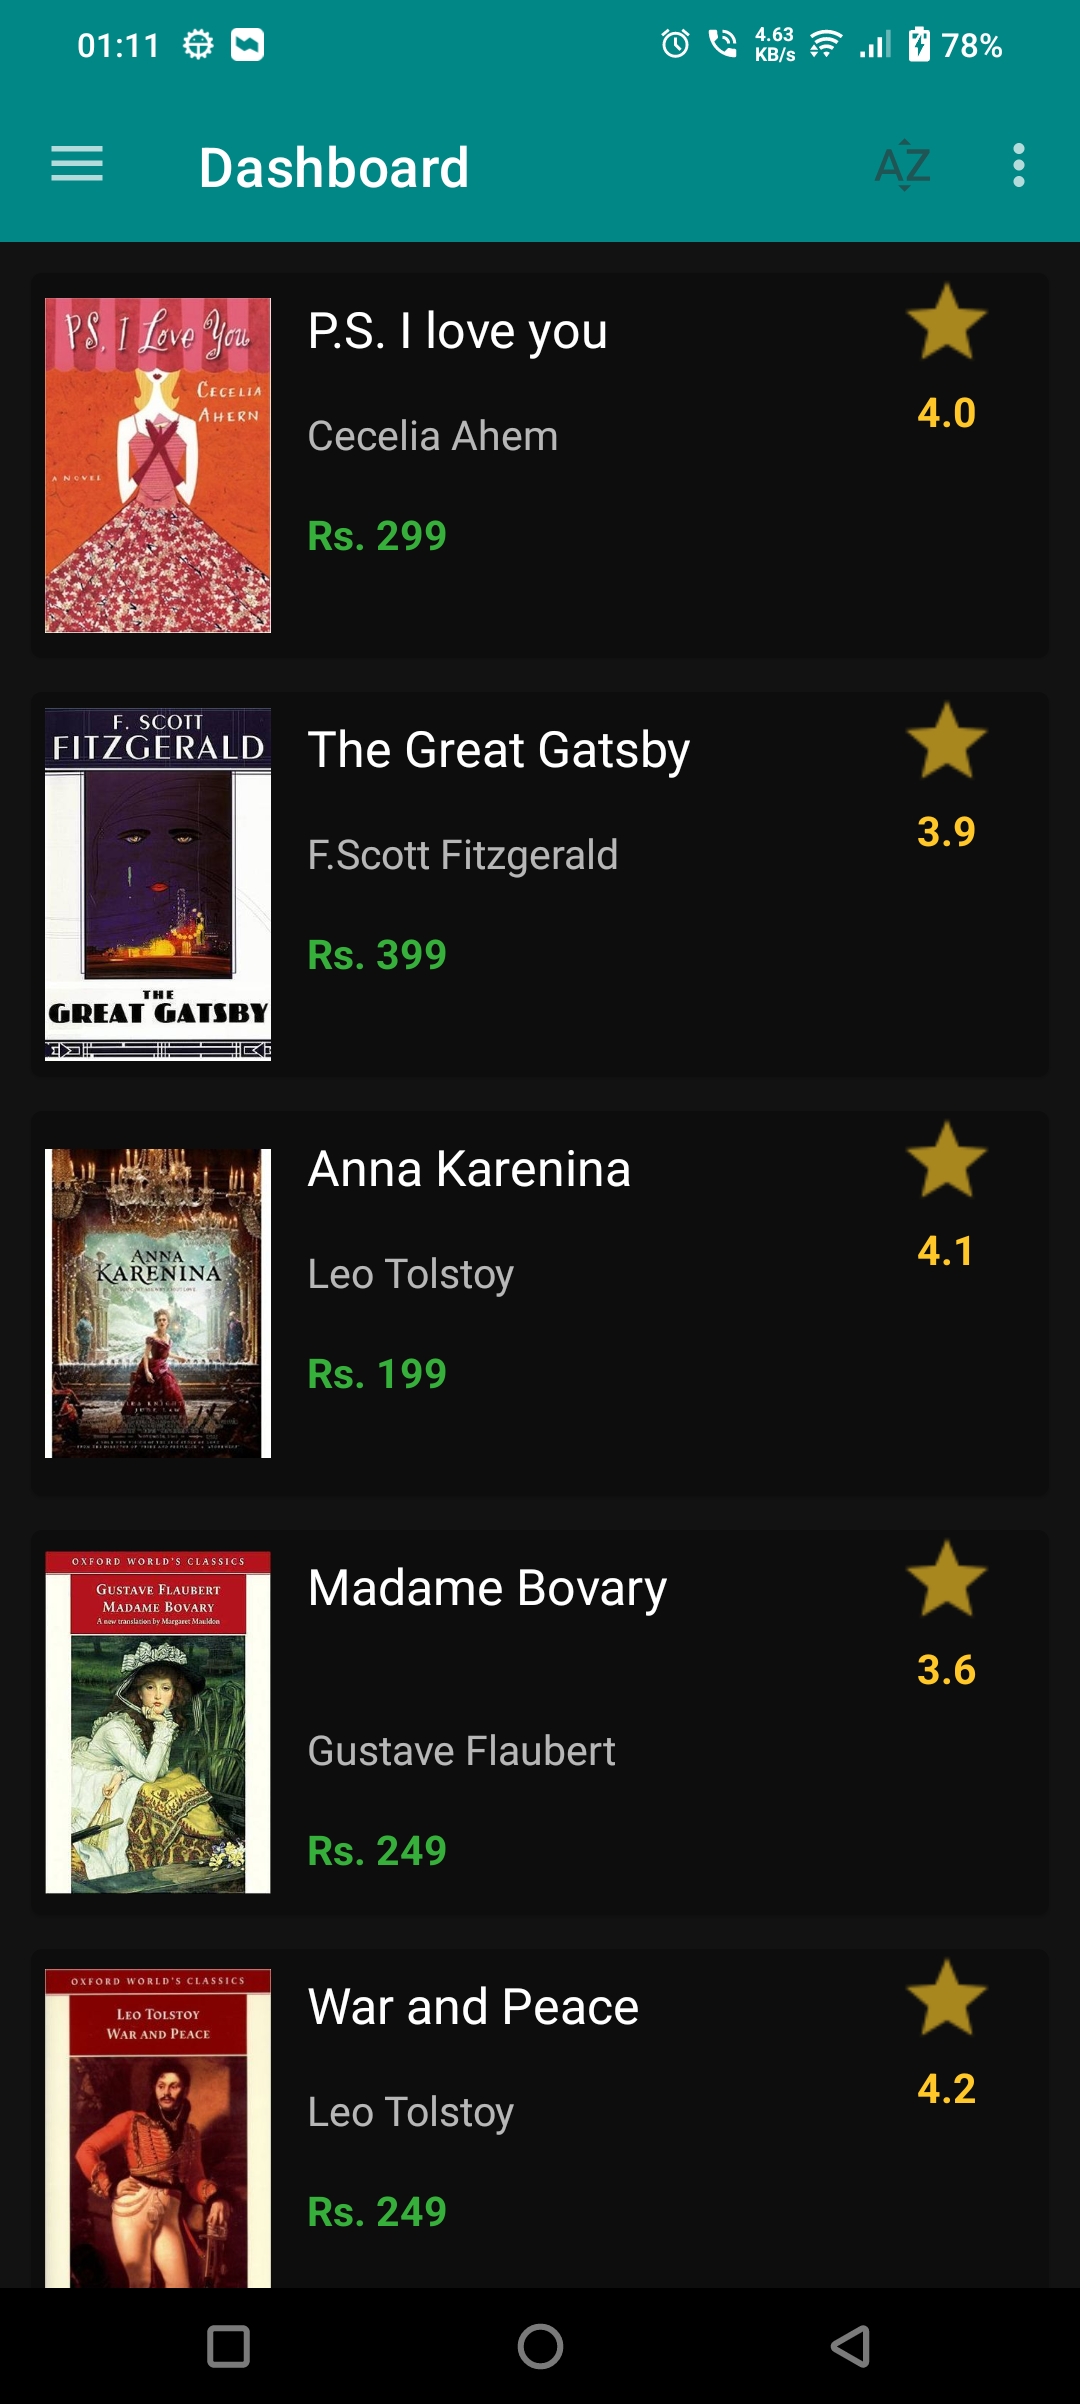 01:11
4.63
KB/s
78%
Dashboard
AZ
P.S. I Love You
CECELIA
AHERN
A NOVEL
P.S. I love you
4.0
Cecelia Ahem
Rs. 299
F. SCOTT
FITZGERALD
THE
GREAT GATSBY
The Great Gatsby
3.9
F.Scott Fitzgerald
Rs. 399
ANNA
KARENINA
Anna Karenina
4.1
Leo Tolstoy
Rs. 199
OXFORD WORLD'S CLASSICS
GUSTAVE FLAUBERT
MADAME BOVARY
A new translation by Margaret Mauldon
Madame Bovary
3.6
Gustave Flaubert
Rs. 249
OXFORD WORLD'S CLASSICS
LEO TOLSTOY
WAR AND PEACE
War and Peace
4.2
Leo Tolstoy
Rs. 249